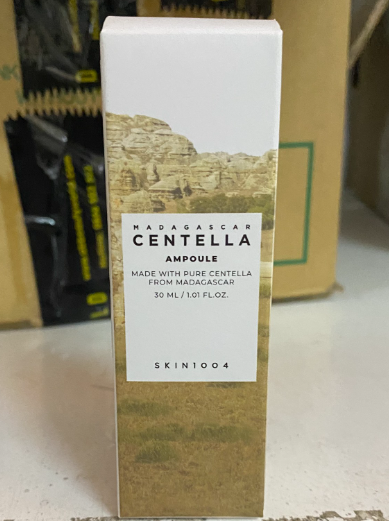 MADAGASCAR
CENTELLA
AMPOULE
MADE WITH PURE CENTELLA
FROM MADAGASCAR
30 ML / 1.01 FL.OZ.
SKIN1004